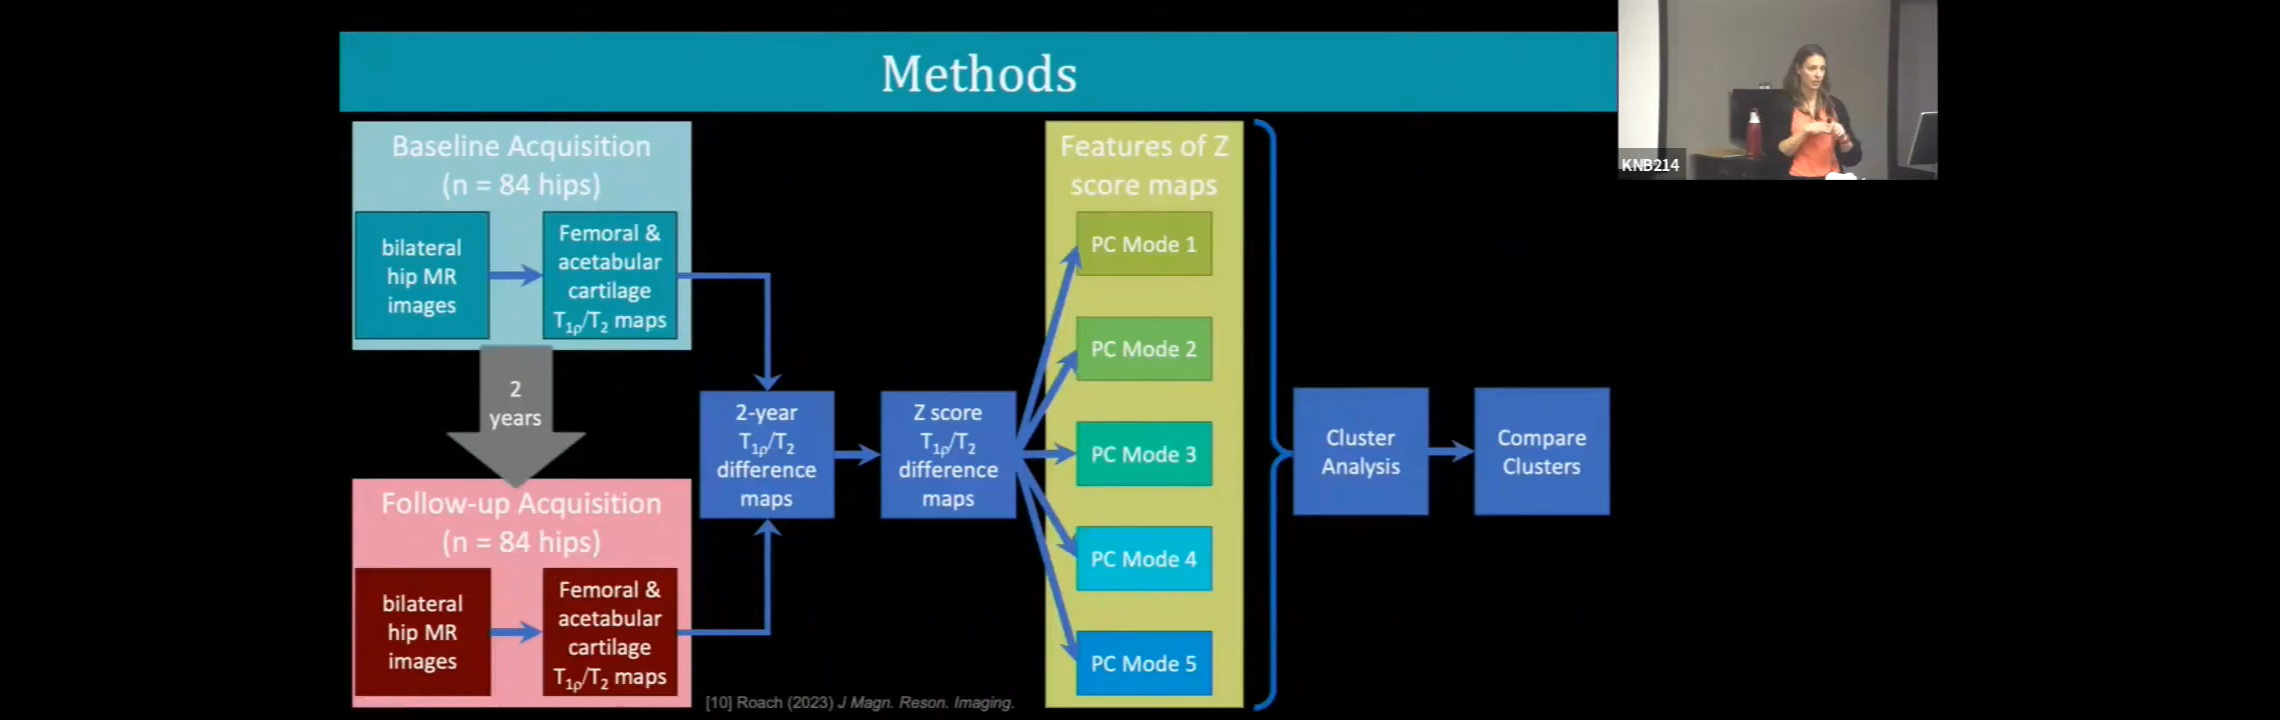 Methods
KNB214
Baseline Acquisition
(n = 84 hips)
bilateral
hip MR
images
Femoral &
acetabular
cartilage
T1ρ/T2 maps
2
years
Follow-up Acquisition
(n = 84 hips)
bilateral
hip MR
images
Femoral &
acetabular
cartilage
T1ρ/T2 maps
2-year
T1ρ/T2
difference
maps
Z score
T1ρ/T2
difference
maps
Features of Z
score maps
PC Mode 1
PC Mode 2
PC Mode 3
PC Mode 4
PC Mode 5
Cluster
Analysis
Compare
Clusters
[10] Roach (2023) J Magn. Reson. Imaging.